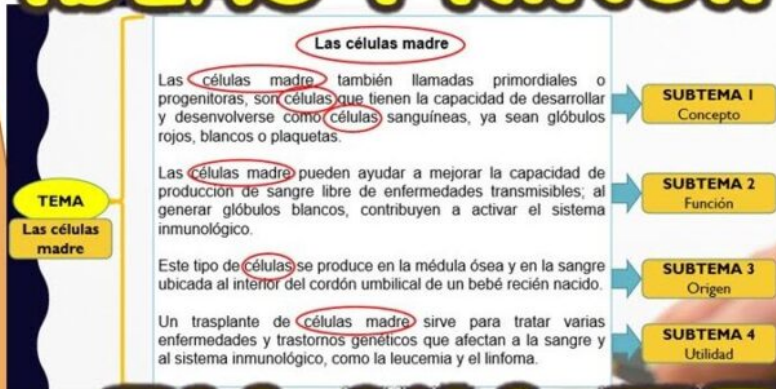 Las células madre
Las células madre también llamadas primordiales o
progenitoras, son células que tienen la capacidad de desarrollar
y desenvolverse como células sanguíneas, ya sean glóbulos
rojos, blancos o plaquetas.
SUBTEMA 1
Concepto
Las células madre pueden ayudar a mejorar la capacidad de
producción de sangre libre de enfermedades transmisibles; al
generar glóbulos blancos, contribuyen a activar el sistema
inmunológico.
SUBTEMA 2
Función
TEMA
Las células
madre
Este tipo de células se produce en la médula ósea y en la sangre
ubicada al interior del cordón umbilical de un bebé recién nacido.
SUBTEMA 3
Origen
Un trasplante de células madre sirve para tratar varias
enfermedades y trastornos genéticos que afectan a la sangre y
al sistema inmunológico, como la leucemia y el linfoma.
SUBTEMA 4
Utilidad